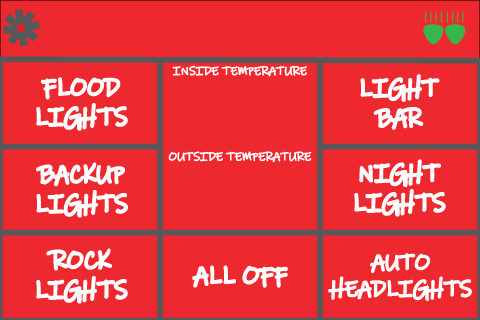 INSIDE TEMPERATURE
FLOOD
LIGHTS
LIGHT
BAR
OUTSIDE TEMPERATURE
BACKUP
LIGHTS
NIGHT
LIGHTS
ROCK
LIGHTS
ALL OFF
AUTO
HEADLIGHTS